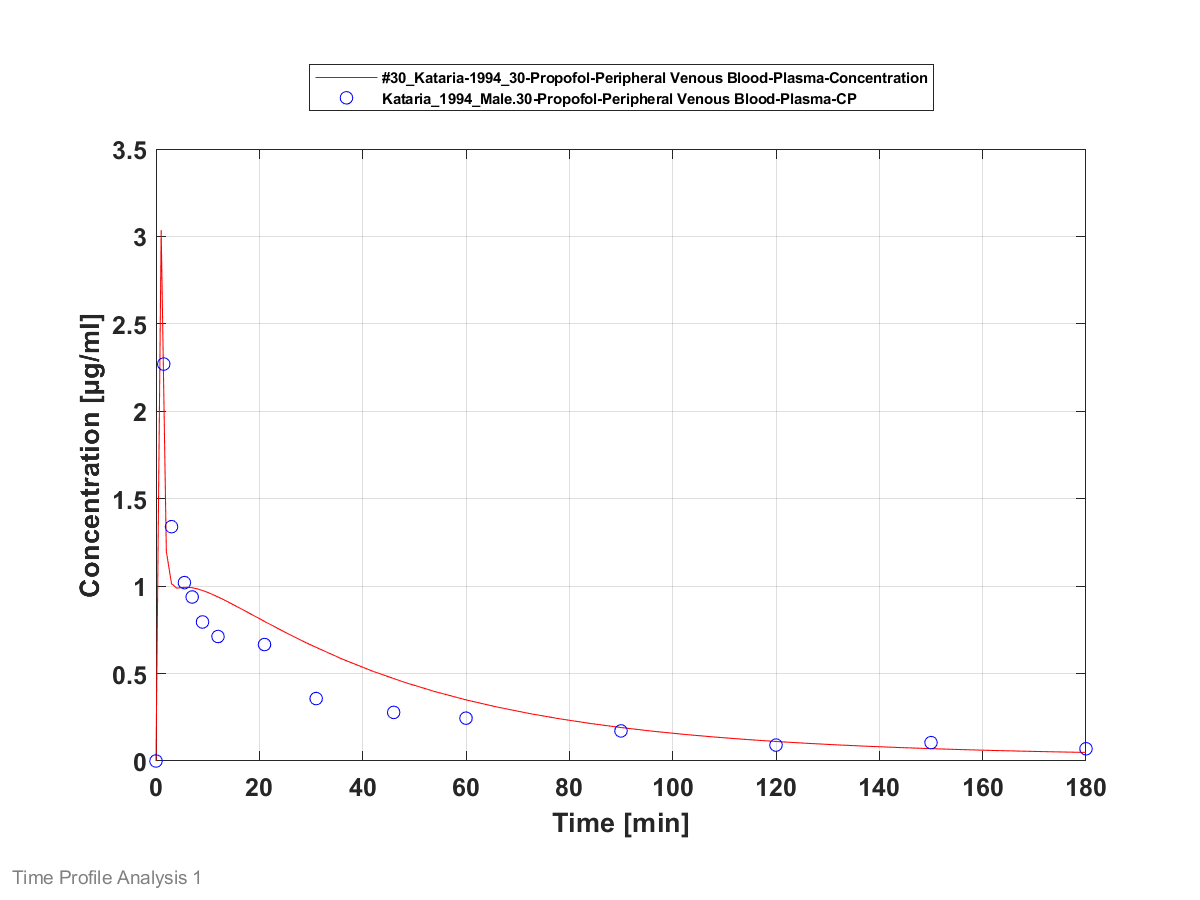 #30_Kataria-1994_30-Propofol-Peripheral Venous Blood-Plasma-Concentration
Kataria_1994_Male.30-Propofol-Peripheral Venous Blood-Plasma-CP
3.5
3
2.5
2
1.5
1
0.5
0
Concentration [µg/ml]
0 20 40 60 80 100 120 140 160 180
Time [min]
Time Profile Analysis 1